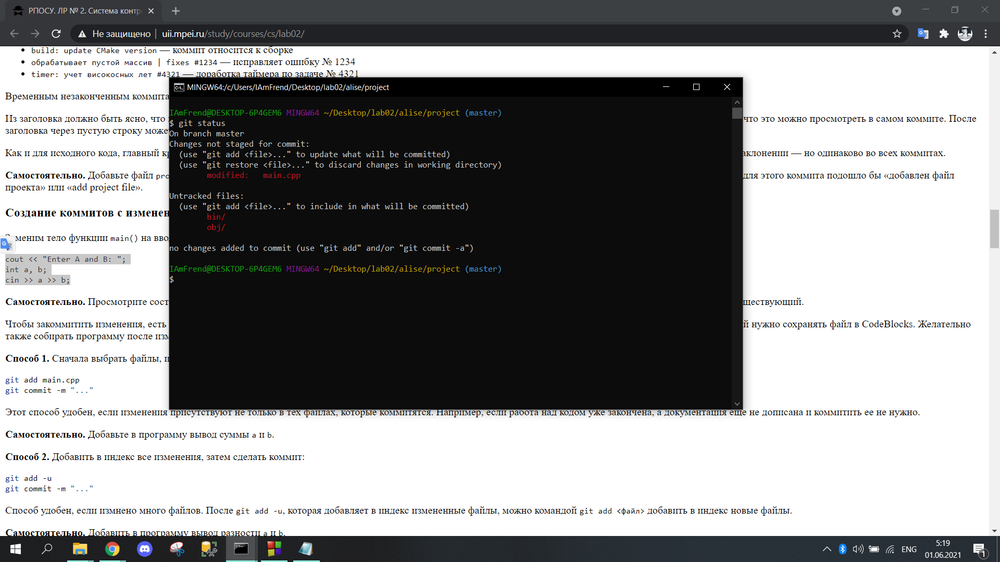 РПОСУ. ЛР № 2. Система контр
Не защищено
uii.mpei.ru/study/courses/cs/lab02/
build: update CMake version — коммит относится к сборке
обрабатывает пустой массив | fixes #1234 — исправляет ошибку № 1234
timer: учет високосных лет #4321 — доработка таймера по задаче № 4321
Временным незаконченным коммита
Из заголовка должно быть ясно, что
что это можно просмотреть в самом коммите. После
заголовка через пустую строку може
Как и для исходного кода, главный к
аклонении — но одинаково во всех коммитах.
Самостоятельно. Добавьте файл pro
для этого коммита подошло бы «добавлен файл
проекта» или «add project file».
Создание коммитов с изменен
меним тело функции main() на вво
cout << "Enter A and B: ";
int a, b;
cin >> a >> b;
Самостоятельно. Просмотрите сост
ществующий.
Чтобы закоммитить изменения, есть
й нужно сохранять файл в CodeBlocks. Желательно
также собирать программу после изм
Способ 1. Сначала выбрать файлы, и
git add main.cpp
git commit -m "..."
Этот способ удобен, если изменения присутствуют не только в тех файлах, которые коммитятся. Например, если работа над кодом уже закончена, а документация еще не дописана и коммитить ее не нужно.
Самостоятельно. Добавьте в программу вывод суммы a и b.
Способ 2. Добавить в индекс все изменения, затем сделать коммит:
git add -u
git commit -m "..."
Способ удобен, если измнено много файлов. После git add -u, которая добавляет в индекс измененные файлы, можно командой git add <файл> добавить в индекс новые файлы.
Самостоятельно. Добавить в программу вывод разности a и b.
MINGW64:/c/Users/IAmFrend/Desktop/lab02/alise/project
IAmFrend@DESKTOP-6P4GEM6 MINGW64 ~/Desktop/lab02/alise/project (master)
$ git status
On branch master
Changes not staged for commit:
(use "git add <file>..." to update what will be committed)
(use "git restore <file>..." to discard changes in working directory)
modified:   main.cpp
Untracked files:
(use "git add <file>..." to include in what will be committed)
bin/
obj/
no changes added to commit (use "git add" and/or "git commit -a")
IAmFrend@DESKTOP-6P4GEM6 MINGW64 ~/Desktop/lab02/alise/project (master)
$
ENG
5:19
01.06.2021
1